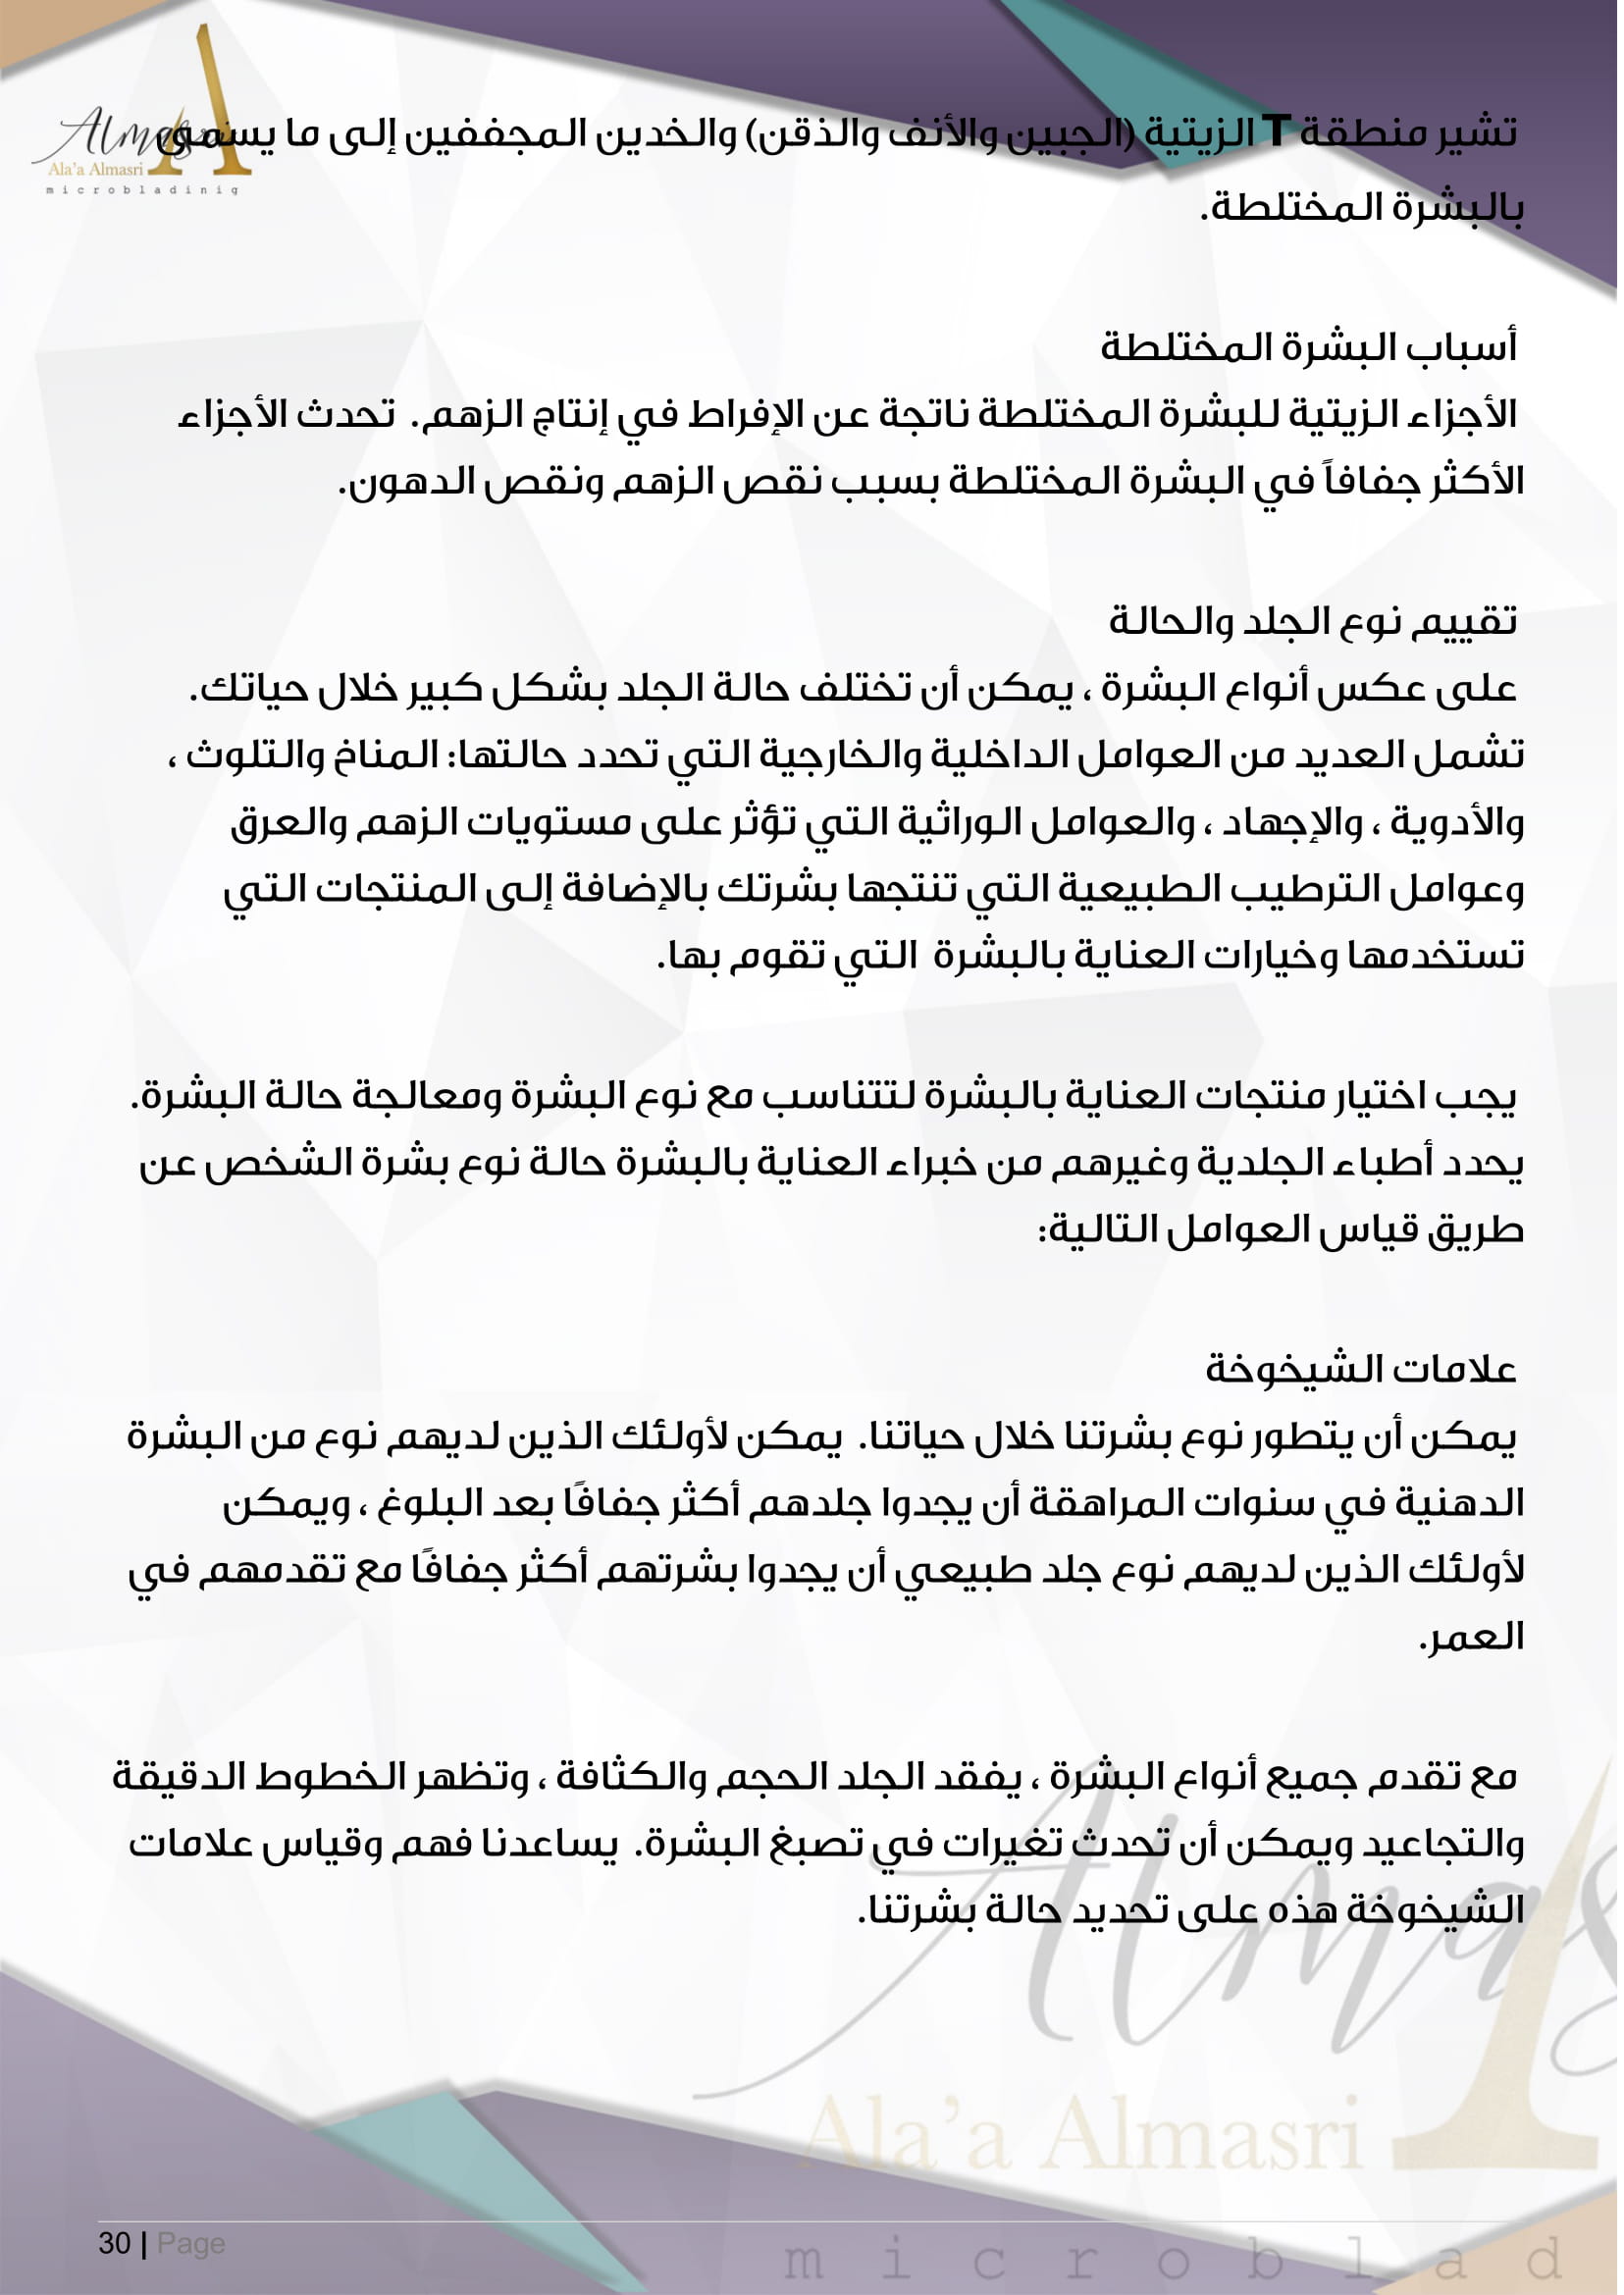 Almasri
Ala'a Almasri
microbladinig
تشير منطقة T الزيتية (الجبين والأنف والذقن) والخدين المجففين إلى ما يسمى
بالبشرة المختلطة.
أسباب البشرة المختلطة
الأجزاء الزيتية للبشرة المختلطة ناتجة عن الإفراط في إنتاج الزهم. تحدث الأجزاء
الأكثر جفافاً في البشرة المختلطة بسبب نقص الزهم ونقص الدهون.
تقييم نوع الجلد والحالة
على عكس أنواع البشرة ، يمكن أن تختلف حالة الجلد بشكل كبير خلال حياتك.
تشمل العديد من العوامل الداخلية والخارجية التي تحدد حالتها: المناخ والتلوث ،
والأدوية ، والإجهاد ، والعوامل الوراثية التي تؤثر على مستويات الزهم والعرق
وعوامل الترطيب الطبيعية التي تنتجها بشرتك بالإضافة إلى المنتجات التي
تستخدمها وخيارات العناية بالبشرة التي تقوم بها.
يجب اختيار منتجات العناية بالبشرة لتتناسب مع نوع البشرة ومعالجة حالة البشرة.
يحدد أطباء الجلدية وغيرهم من خبراء العناية بالبشرة حالة نوع بشرة الشخص عن
طريق قياس العوامل التالية:
علامات الشيخوخة
يمكن أن يتطور نوع بشرتنا خلال حياتنا. يمكن لأولئك الذين لديهم نوع من البشرة
الدهنية في سنوات المراهقة أن يجدوا جلدهم أكثر جفافًا بعد البلوغ ، ويمكن
لأولئك الذين لديهم نوع جلد طبيعي أن يجدوا بشرتهم أكثر جفافًا مع تقدمهم في
العمر.
مع تقدم جميع أنواع البشرة ، يفقد الجلد الحجم والكثافة ، وتظهر الخطوط الدقيقة
والتجاعيد ويمكن أن تحدث تغيرات في تصبغ البشرة. يساعدنا فهم وقياس علامات
الشيخوخة هذه على تحديد حالة بشرتنا.
Almas
Ala'a Almasri
30 | Page
microblad